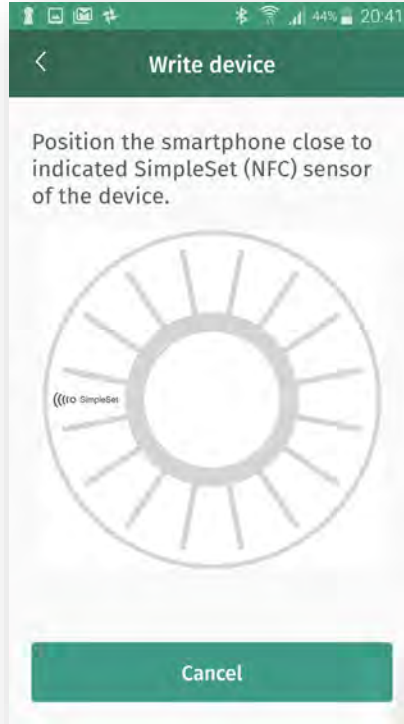 44% 20:41
Write device
Position the smartphone close to
indicated SimpleSet (NFC) sensor
of the device.
SimpleSet
Cancel